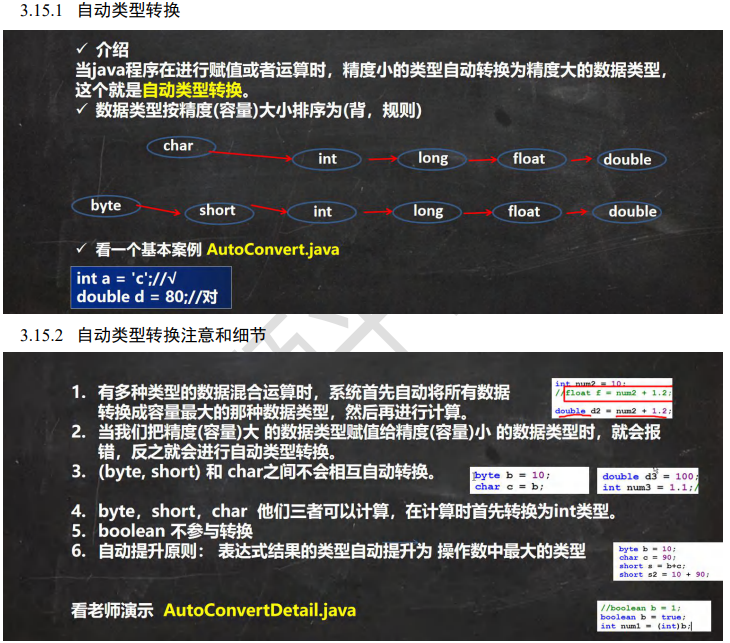 3.15.1 自动类型转换
✓ 介绍
当java程序在进行赋值或者运算时，精度小的类型自动转换为精度大的数据类型，
这个就是自动类型转换。
✓ 数据类型按精度(容量)大小排序为(背，规则)
char
int
long
float
double
byte
short
int
long
float
double
✓ 看一个基本案例 AutoConvert.java
int a = 'c';//√
double d = 80;//对
3.15.2 自动类型转换注意和细节
1. 有多种类型的数据混合运算时，系统首先自动将所有数据
转换成容量最大的那种数据类型，然后再进行计算。
int num2 = 10;
//float f = num2 + 1.2;
double d2 = num2 + 1.2;
2. 当我们把精度(容量)大 的数据类型赋值给精度(容量)小 的数据类型时，就会报
错，反之就会进行自动类型转换。
3. (byte, short) 和 char之间不会相互自动转换。
byte b = 10;
char c = b;
double d3 = 100;
int num3 = 1.1;/
4. byte，short，char 他们三者可以计算，在计算时首先转换为int类型。
5. boolean 不参与转换
6. 自动提升原则： 表达式结果的类型自动提升为 操作数中最大的类型
byte b = 10;
char c = 90;
short s = b+c;
short s2 = 10 + 90;
看老师演示 AutoConvertDetail.java
//boolean b = 1;
boolean b = true;
int num1 = (int)b;